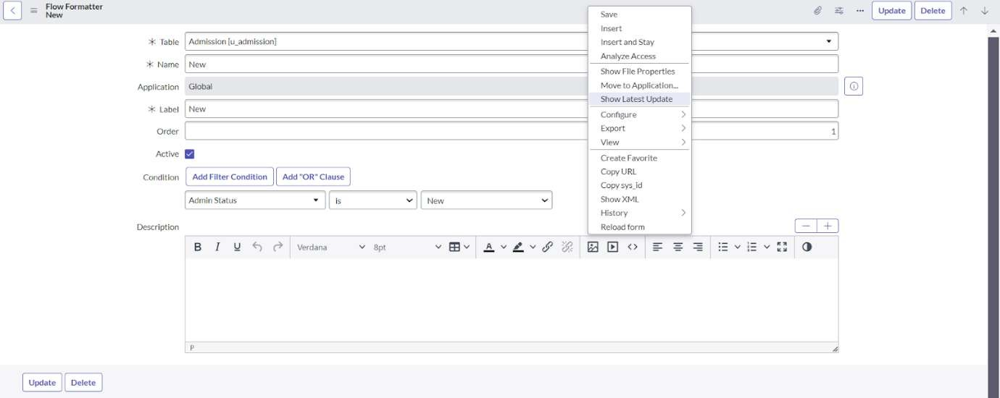 Flow Formatter
New
Update Delete
Table Admission [u_admission]
Name New
Application Global
Label New
Order 1
Active
Condition Add Filter Condition Add "OR" Clause
Admin Status is New
Description
Save
Insert
Insert and Stay
Analyze Access
Show File Properties
Move to Application...
Show Latest Update
Configure
Export
View
Create Favorite
Copy URL
Copy sys_id
Show XML
History
Reload form
B I U Verdana 8pt A
P
Update Delete